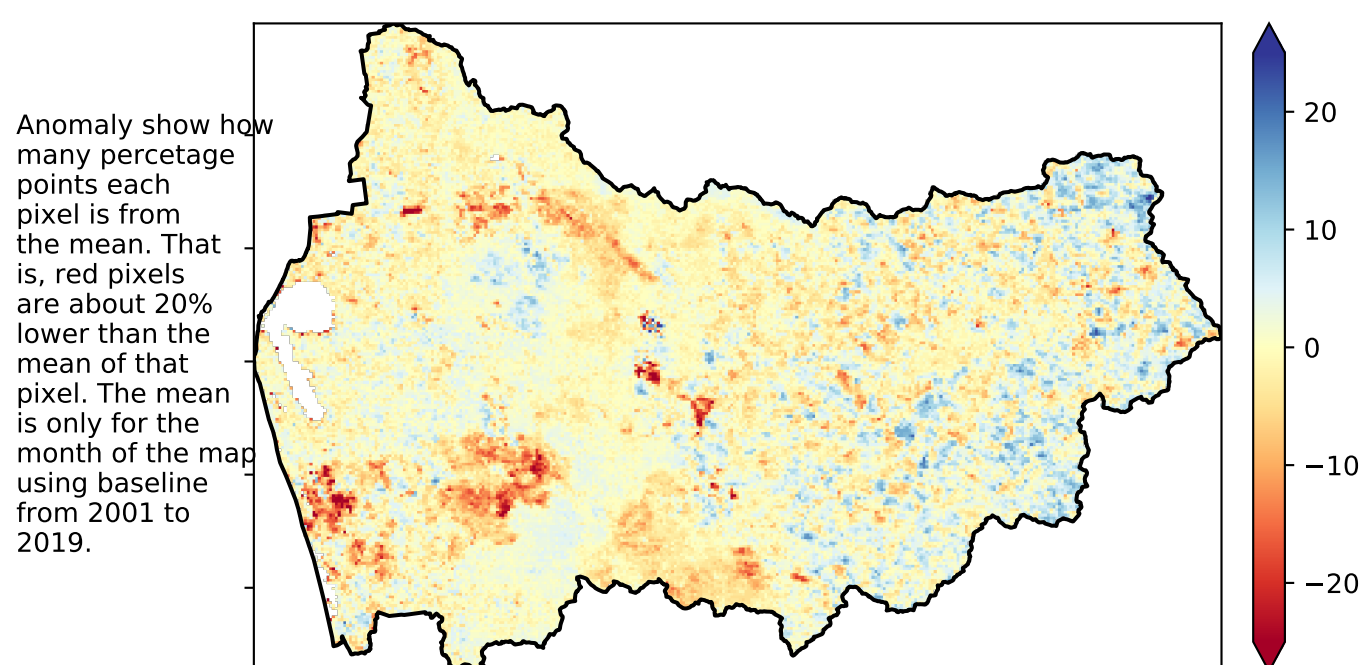 Anomaly show how
many percetage
points each
pixel is from
the mean. That
is, red pixels
are about 20%
lower than the
mean of that
pixel. The mean
is only for the
month of the map
using baseline
from 2001 to
2019.
20
10
0
−10
−20